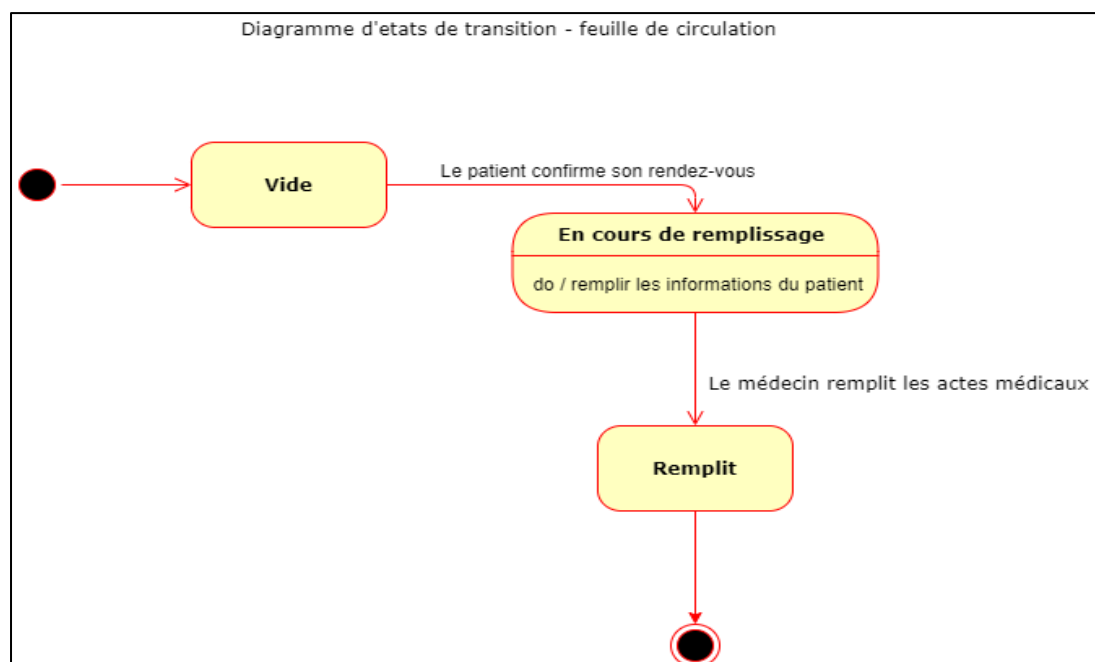 Diagramme d'etats de transition - feuille de circulation
Vide
Le patient confirme son rendez-vous
En cours de remplissage
do / remplir les informations du patient
Le médecin remplit les actes médicaux
Remplit